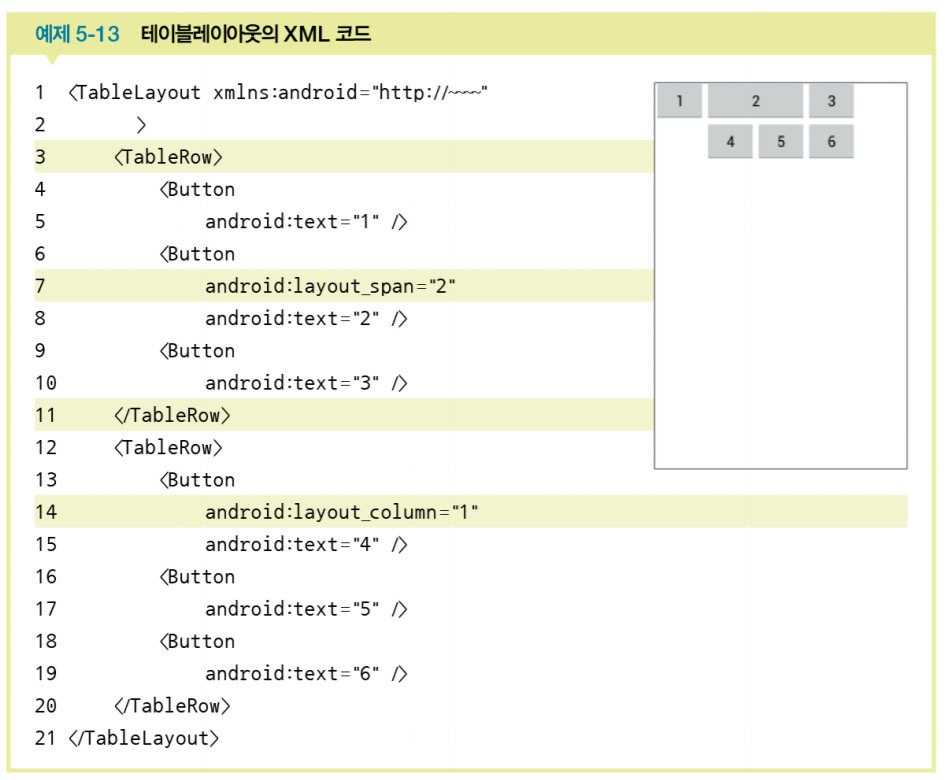 예제 5-13 테이블레이아웃의 XML 코드
1 <TableLayout xmlns:android="http://~~~~"
2 >
3 <TableRow>
4 <Button
5 android:text="1" />
6 <Button
7 android:layout_span="2"
8 android:text="2" />
9 <Button
10 android:text="3" />
11 </TableRow>
12 <TableRow>
13 <Button
14 android:layout_column="1"
15 android:text="4" />
16 <Button
17 android:text="5" />
18 <Button
19 android:text="6" />
20 </TableRow>
21 </TableLayout>
1 2 3
4 5 6